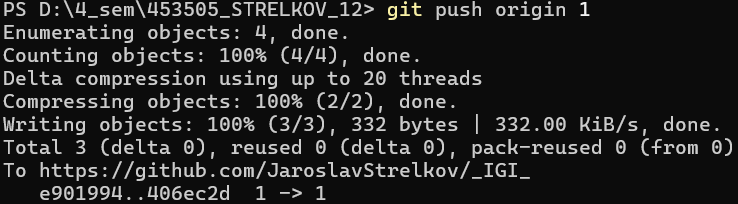 PS D:\4_sem\453505_STRELKOV_12> git push origin 1
Enumerating objects: 4, done.
Counting objects: 100% (4/4), done.
Delta compression using up to 20 threads
Compressing objects: 100% (2/2), done.
Writing objects: 100% (3/3), 332 bytes | 332.00 KiB/s, done.
Total 3 (delta 0), reused 0 (delta 0), pack-reused 0 (from 0)
To https://github.com/JaroslavStrelkov/_IGI_
   e901994..406ec2d  1 -> 1